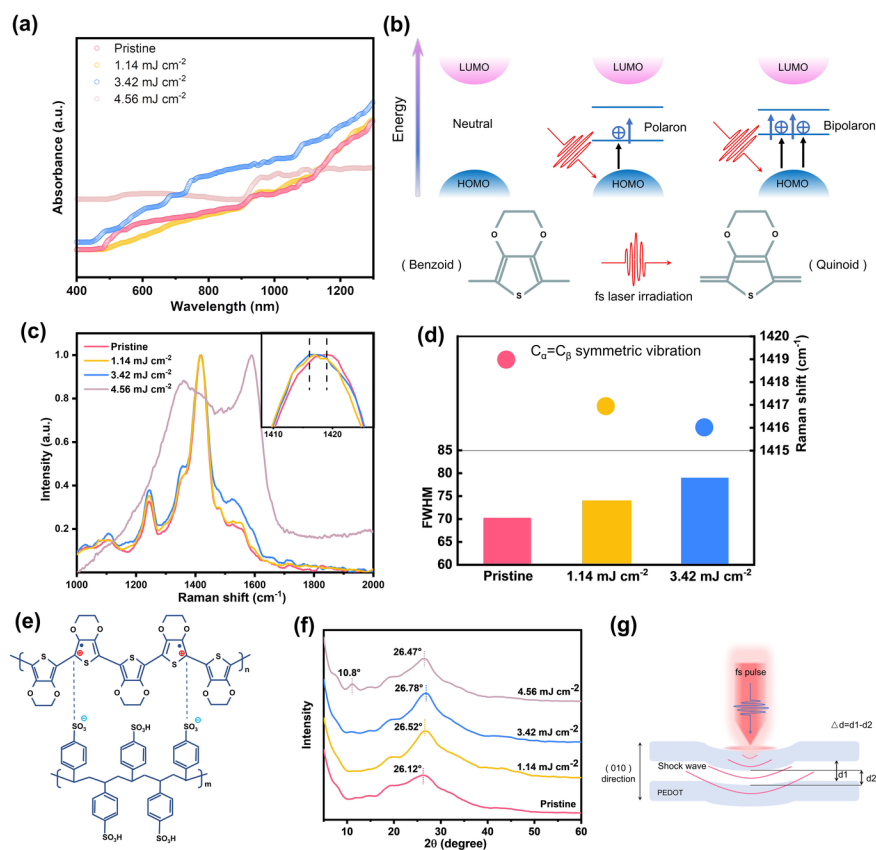 (a)
Pristine
1.14 mJ cm⁻²
3.42 mJ cm⁻²
4.56 mJ cm⁻²
Absorbance (a.u.)
400 600 800 1000 1200
Wavelength (nm)
(b)
Energy
LUMO LUMO LUMO
Neutral
Polaron
Bipolaron
HOMO HOMO HOMO
O O
( Benzoid )
S
fs laser irradiation
O O
( Quinoid )
S
(c)
Pristine
1.14 mJ cm⁻²
3.42 mJ cm⁻²
4.56 mJ cm⁻²
1410 1420
1.0
0.8
0.6
0.4
0.2
Intensity (a.u.)
1000 1200 1400 1600 1800 2000
Raman shift (cm⁻¹)
(d)
Cα=Cβ symmetric vibration
1420
1419
1418
1417
1416
1415
Raman shift (cm⁻¹)
85
80
75
70
65
60
FWHM
Pristine 1.14 mJ cm⁻² 3.42 mJ cm⁻²
(e)
O O O O
S S S S S
O O O O O O
n
SO₃⊖ SO₃H SO₃⊖
m
SO₃H SO₃H
(f)
10.8°
26.47°
4.56 mJ cm⁻²
26.78°
3.42 mJ cm⁻²
26.52°
1.14 mJ cm⁻²
26.12°
Pristine
Intensity
10 20 30 40 50 60
2θ (degree)
(g)
fs pulse
△d=d1-d2
( 010 )
direction
Shock wave
d1
d2
PEDOT